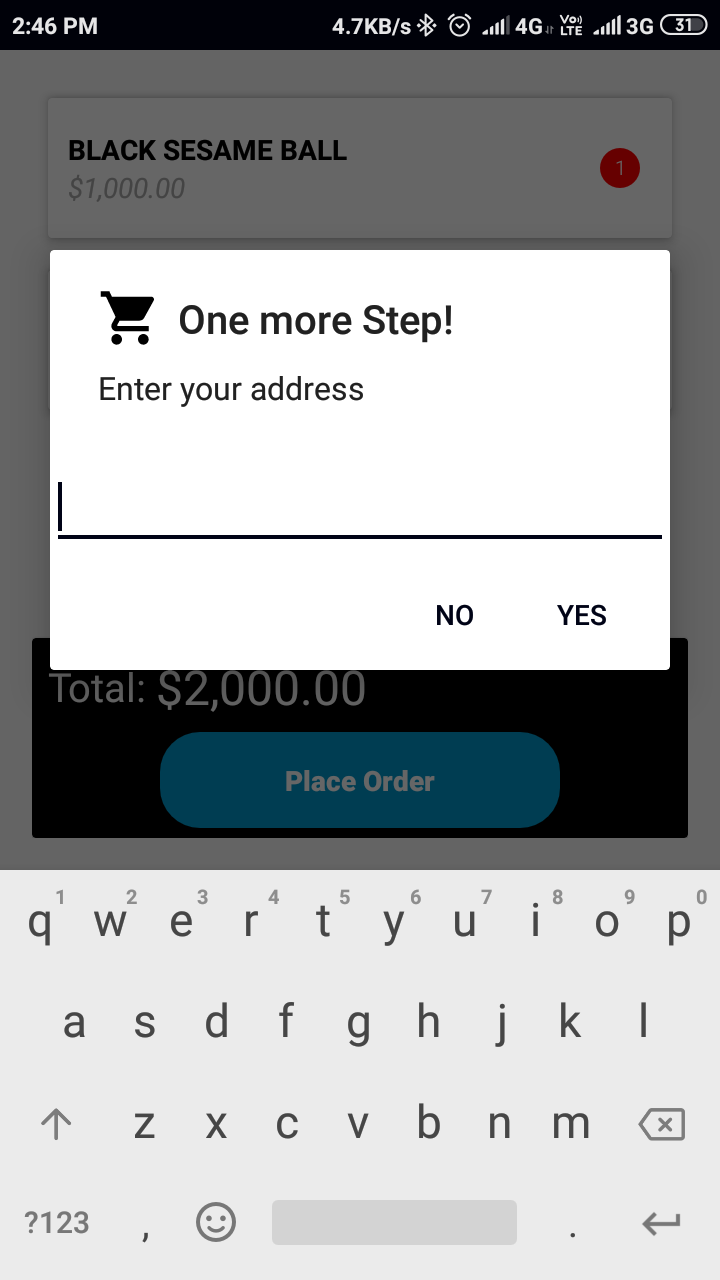 2:46 PM 4.7KB/s 4G Vo) LTE 3G 31
BLACK SESAME BALL
$1,000.00
1
One more Step!
Enter your address
NO YES
Total: $2,000.00
Place Order
1 2 3 4 5 6 7 8 9 0
q w e r t y u i o p
a s d f g h j k l
z x c v b n m
?123 , .